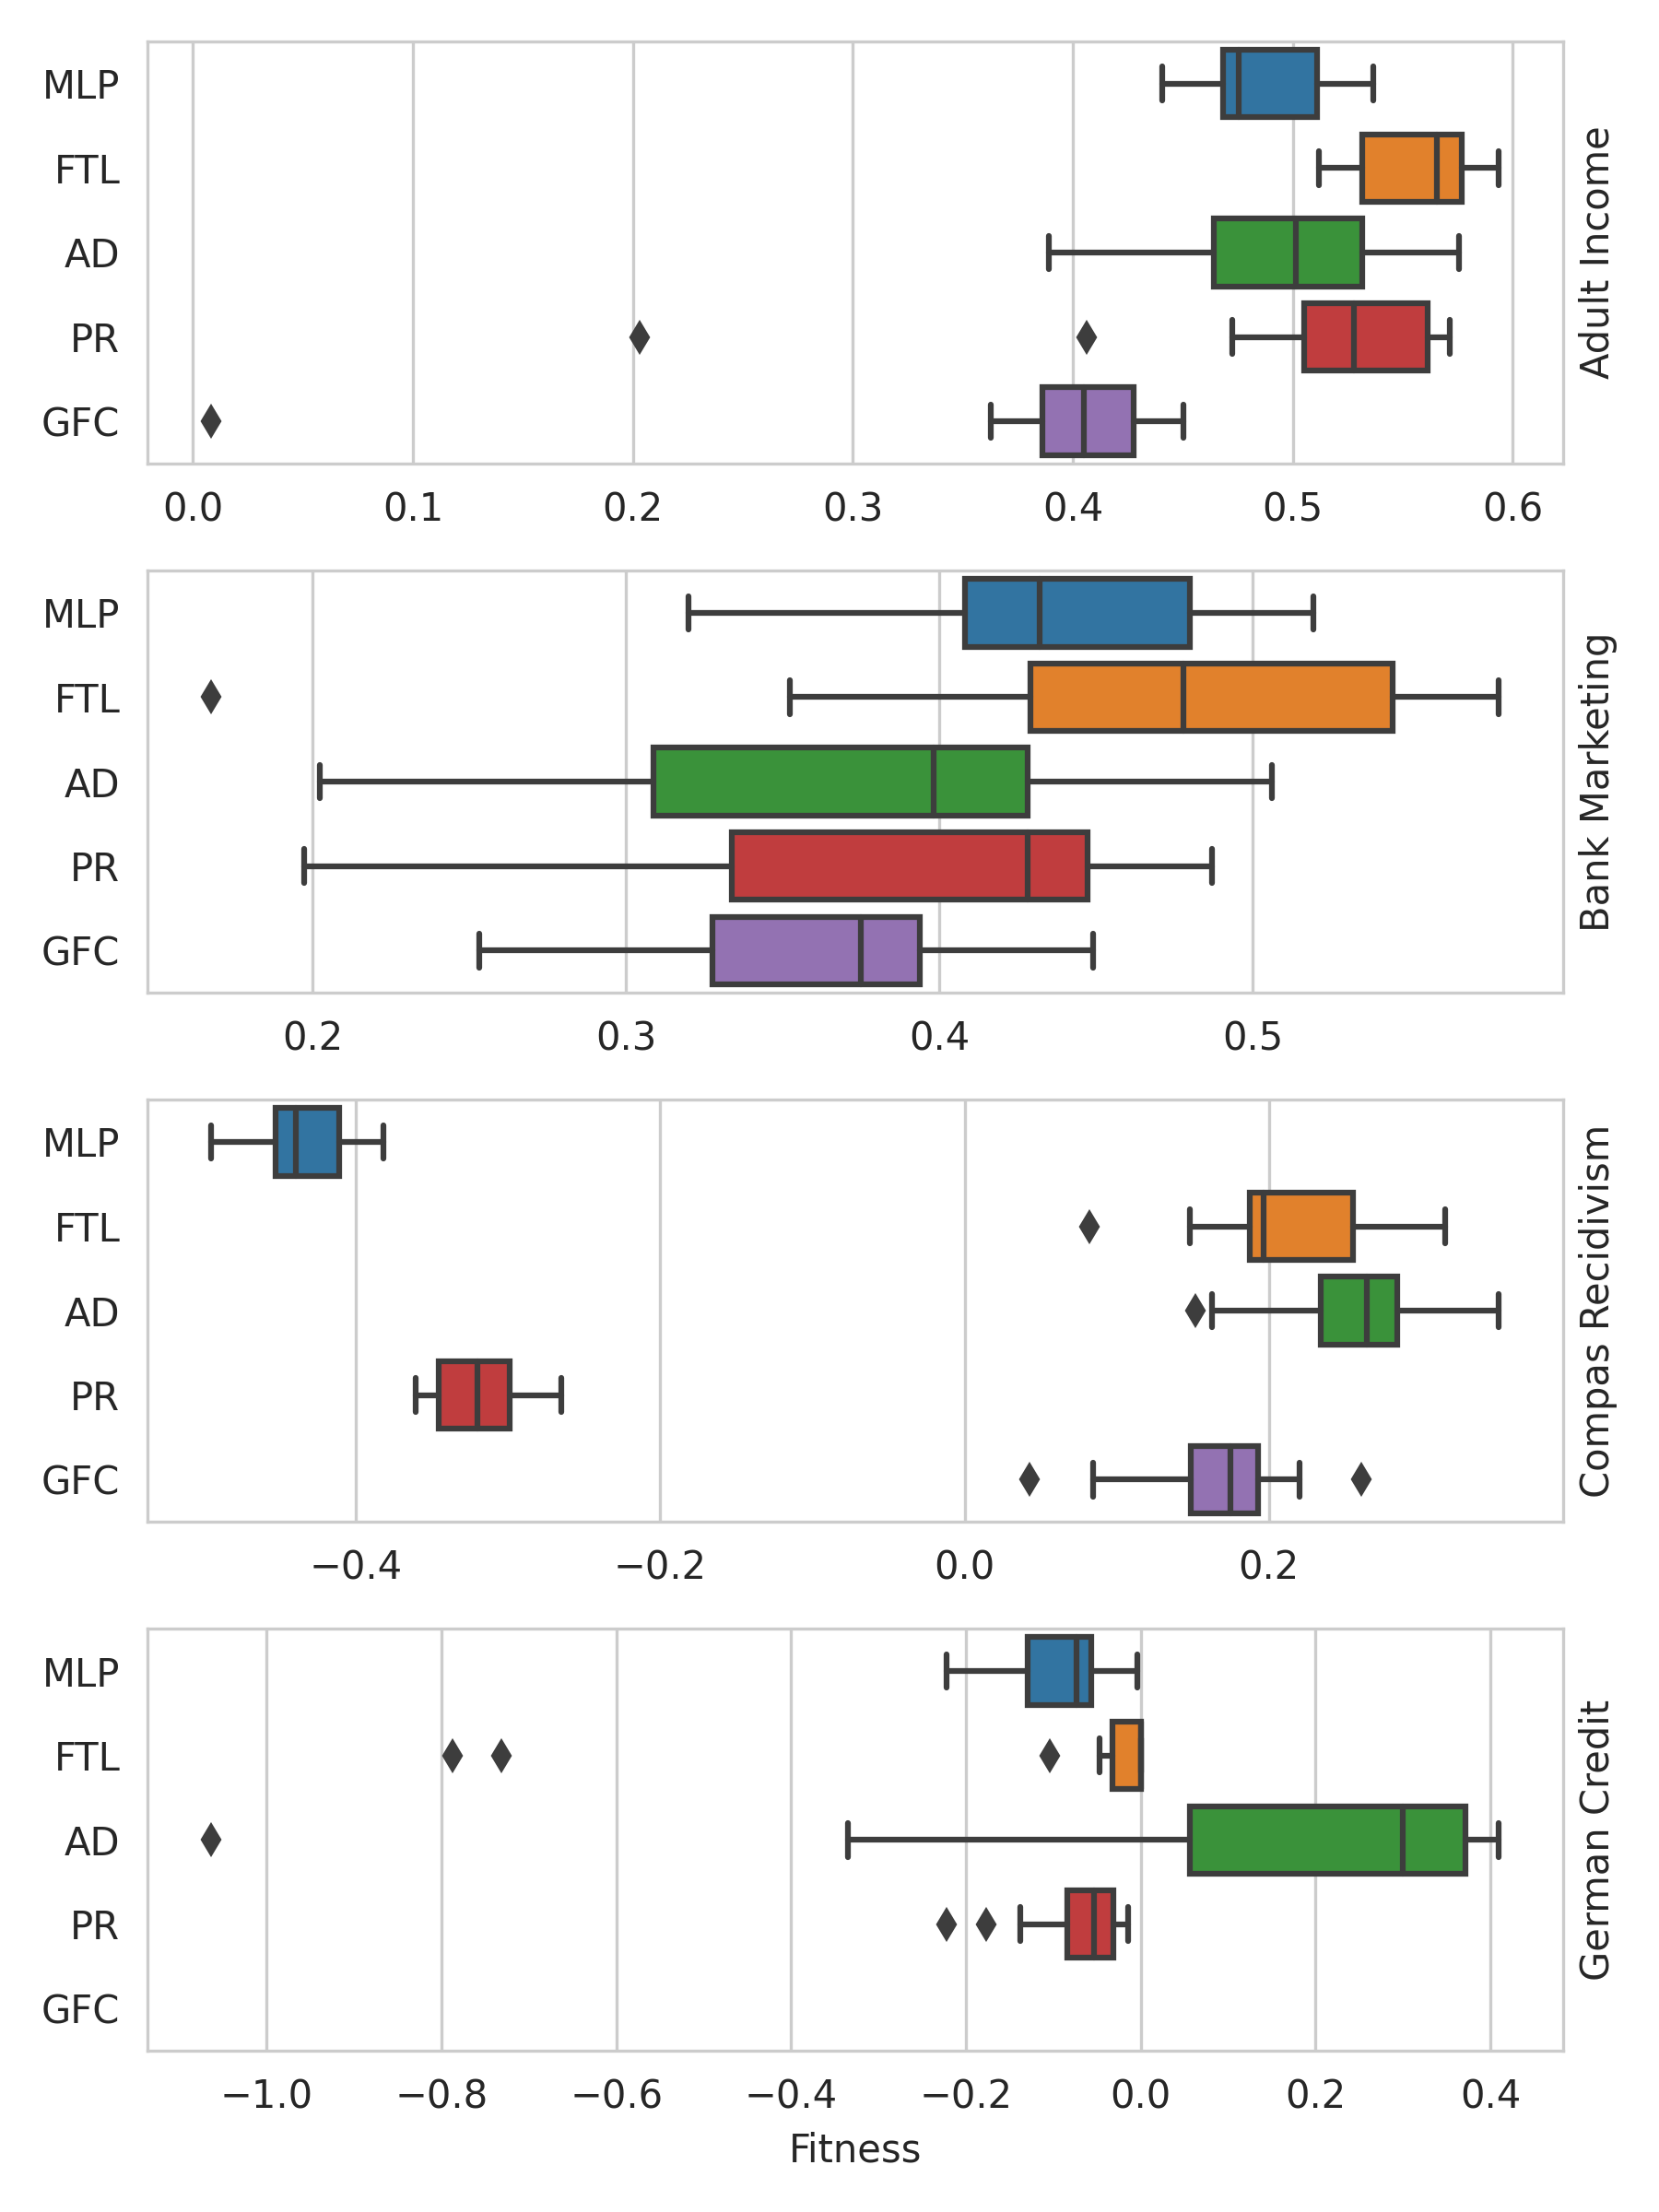 MLP
FTL
AD
PR
GFC
Adult Income
0.0 0.1 0.2 0.3 0.4 0.5 0.6
MLP
FTL
AD
PR
GFC
Bank Marketing
0.2 0.3 0.4 0.5
MLP
FTL
AD
PR
GFC
Compas Recidivism
−0.4 −0.2 0.0 0.2
MLP
FTL
AD
PR
GFC
German Credit
−1.0 −0.8 −0.6 −0.4 −0.2 0.0 0.2 0.4
Fitness